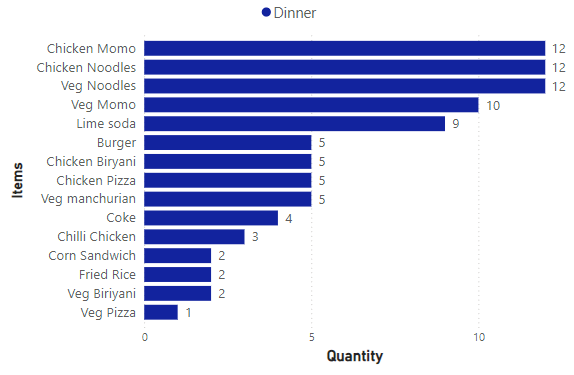 Dinner
Chicken Momo 12
Chicken Noodles 12
Veg Noodles 12
Veg Momo 10
Lime soda 9
Burger 5
Chicken Biryani 5
Chicken Pizza 5
Veg manchurian 5
Coke 4
Chilli Chicken 3
Corn Sandwich 2
Fried Rice 2
Veg Biriyani 2
Veg Pizza 1
Items
0 5 10
Quantity